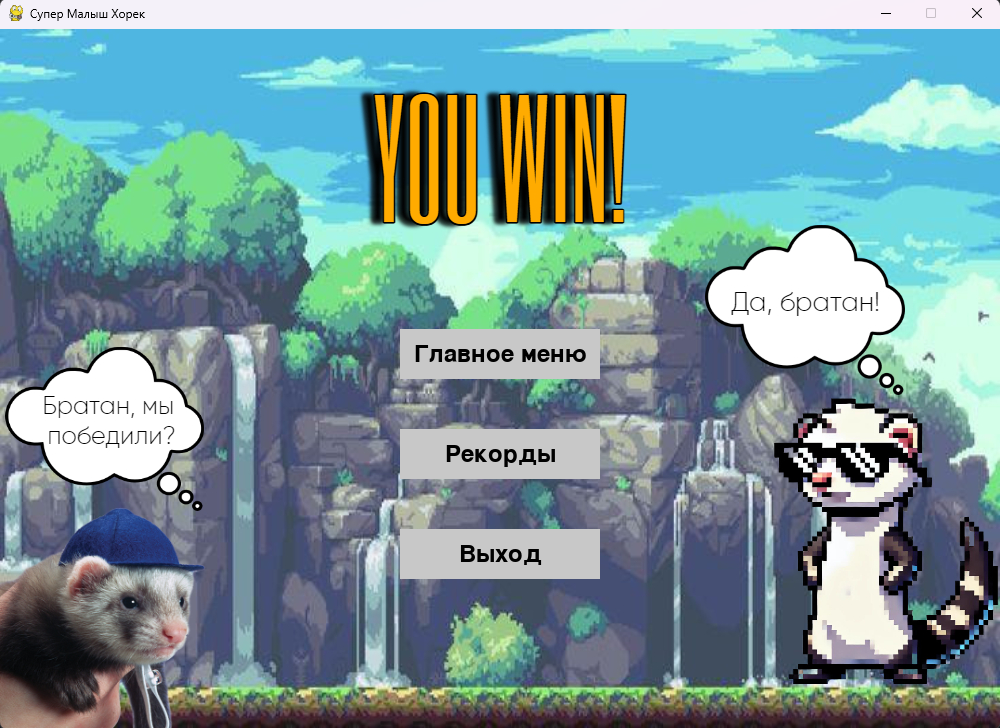 Супер Малыш Хорек
YOU WIN!
Да, братан!
Главное меню
Братан, мы
победили?
Рекорды
Выход